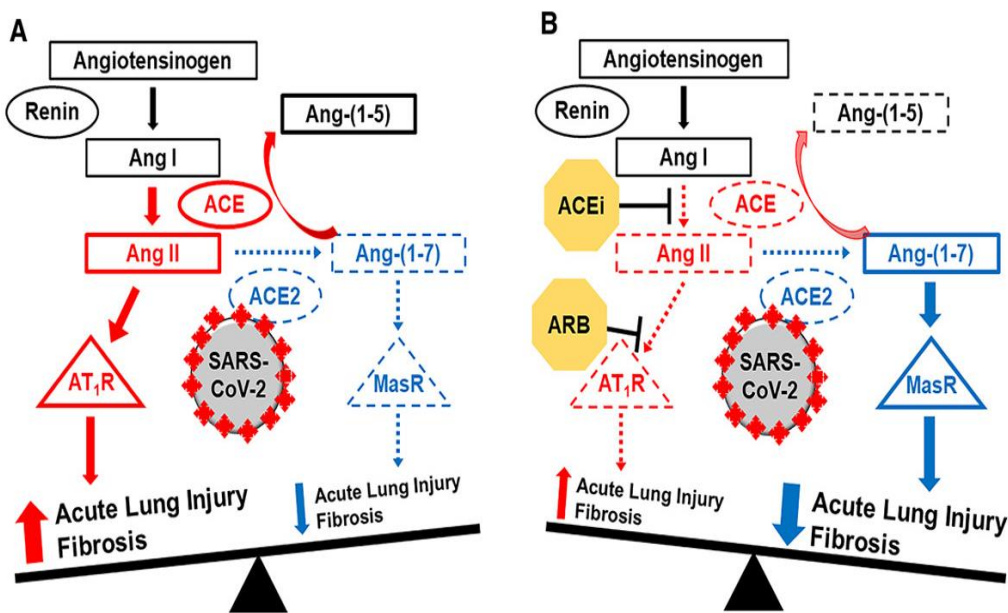 A
Angiotensinogen
Renin
Ang-(1-5)
Ang I
ACE
Ang II
Ang-(1-7)
ACE2
SARS-
CoV-2
AT₁R
MasR
Acute Lung Injury
Fibrosis
Acute Lung Injury
Fibrosis
B
Angiotensinogen
Renin
Ang-(1-5)
Ang I
ACEi
ACE
Ang II
Ang-(1-7)
ACE2
ARB
SARS-
CoV-2
AT₁R
MasR
Acute Lung Injury
Fibrosis
Acute Lung Injury
Fibrosis